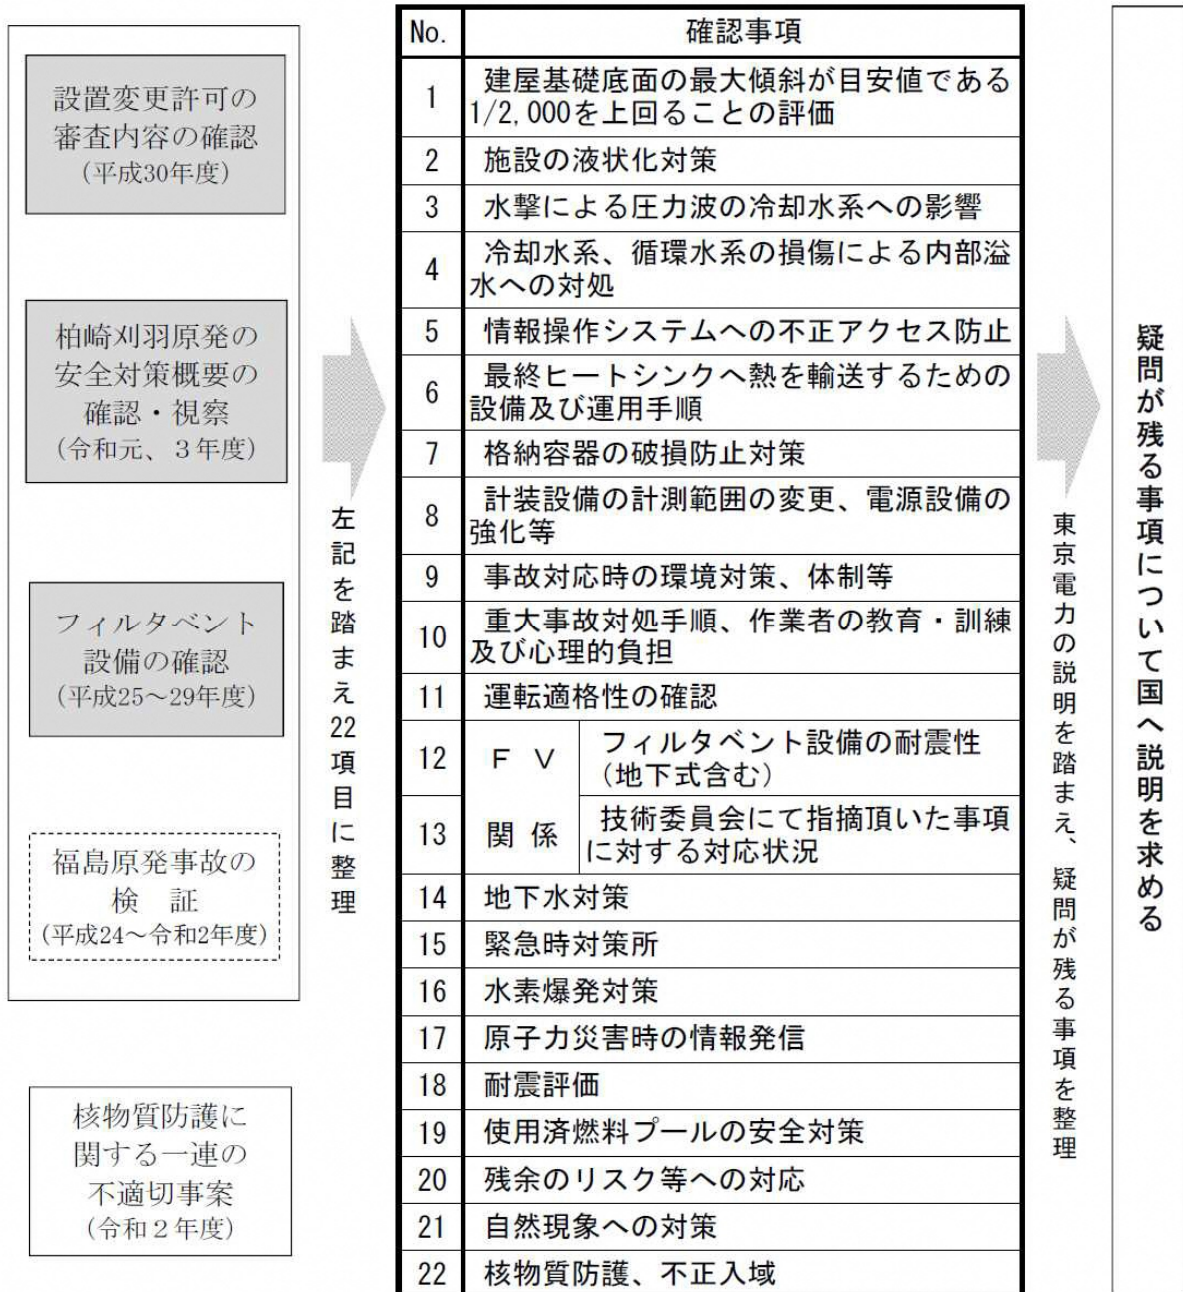 設置変更許可の
審査内容の確認
(平成30年度)
柏崎刈羽原発の
安全対策概要の
確認・視察
(令和元、３年度)
フィルタベント
設備の確認
(平成25～29年度)
福島原発事故の
検　証
(平成24～令和2年度)
核物質防護に
関する一連の
不適切事案
(令和２年度)
左記を踏まえ22項目に整理
No. 確認事項
1 建屋基礎底面の最大傾斜が目安値である
1/2,000を上回ることの評価
2 施設の液状化対策
3 水撃による圧力波の冷却水系への影響
4 冷却水系、循環水系の損傷による内部溢
水への対処
5 情報操作システムへの不正アクセス防止
6 最終ヒートシンクへ熱を輸送するための
設備及び運用手順
7 格納容器の破損防止対策
8 計装設備の計測範囲の変更、電源設備の
強化等
9 事故対応時の環境対策、体制等
10 重大事故対処手順、作業者の教育・訓練
及び心理的負担
11 運転適格性の確認
ＦＶ
関係
12 フィルタベント設備の耐震性
（地下式含む）
13 技術委員会にて指摘頂いた事項
に対する対応状況
14 地下水対策
15 緊急時対策所
16 水素爆発対策
17 原子力災害時の情報発信
18 耐震評価
19 使用済燃料プールの安全対策
20 残余のリスク等への対応
21 自然現象への対策
22 核物質防護、不正入域
東京電力の説明を踏まえ、疑問が残る事項を整理
疑問が残る事項について国へ説明を求める